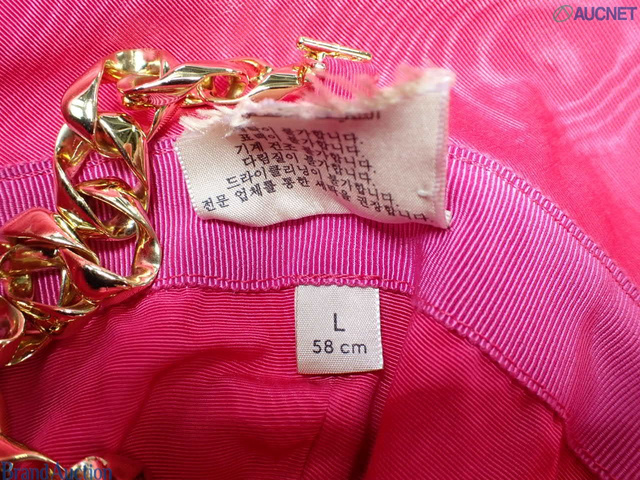 AUCNET
표백이 불가합니다.
기계 건조 불가합니다.
다림질이 불가합니다.
드라이클리닝이 불가합니다.
전문 업체를 통한 세탁을 권장합니다.
L
58 cm
Brand Auction